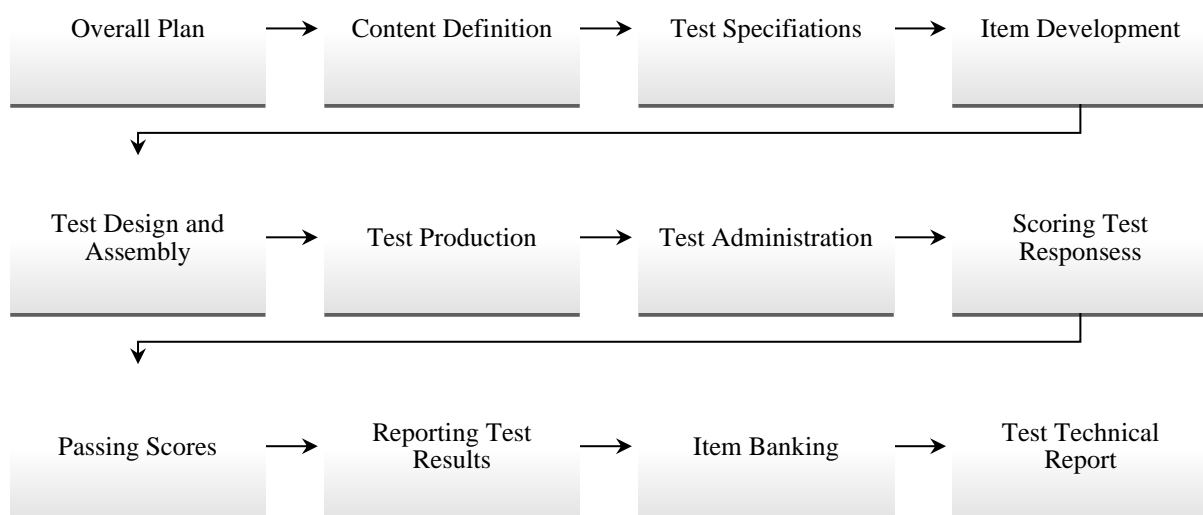 Overall Plan
Content Definition
Test Specifiations
Item Development
Test Design and
Assembly
Test Production
Test Administration
Scoring Test
Responsess
Passing Scores
Reporting Test
Results
Item Banking
Test Technical
Report